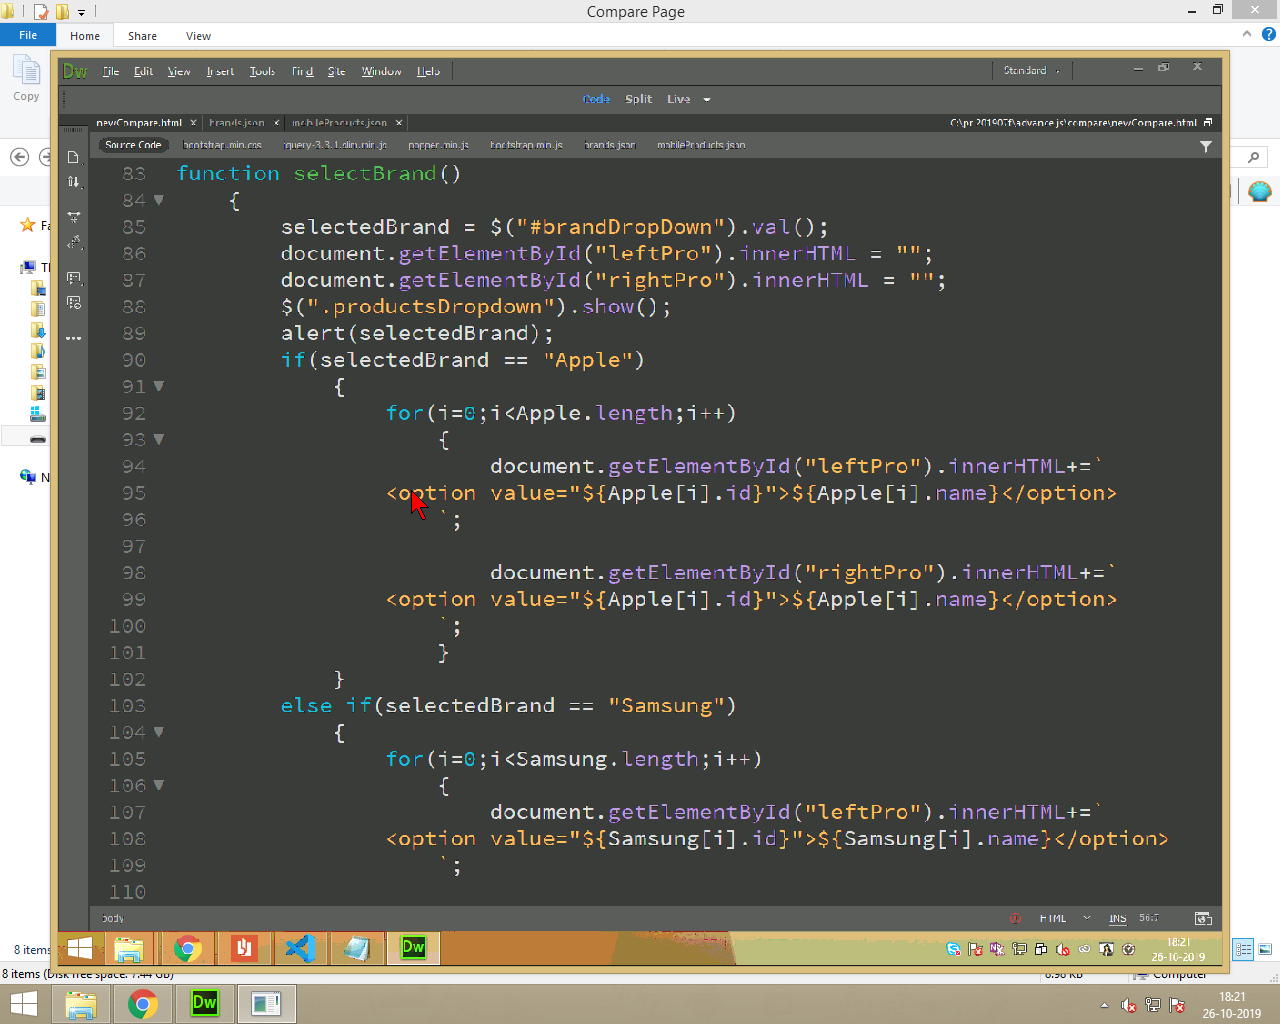 Compare Page
File Home Share View
Copy
Dw File Edit View Insert Tools Find Site Window Help Standard
Code Split Live
newCompare.html × brands.json × mobileProducts.json × C:\pr 201907f\advance js\compare\newCompare.html
Source Code bootstrap.min.css jquery-3.3.1.slim.min.js popper.min.js bootstrap.min.js brands.json mobileProducts.json
83 function selectBrand()
84 {
85 selectedBrand = $("#brandDropDown").val();
86 document.getElementById("leftPro").innerHTML = "";
87 document.getElementById("rightPro").innerHTML = "";
88 $(".productsDropdown").show();
89 alert(selectedBrand);
90 if(selectedBrand == "Apple")
91 {
92 for(i=0;i<Apple.length;i++)
93 {
94 document.getElementById("leftPro").innerHTML+=`
95 <option value="${Apple[i].id}">${Apple[i].name}</option>
96 `;
97
98 document.getElementById("rightPro").innerHTML+=`
99 <option value="${Apple[i].id}">${Apple[i].name}</option>
100 `;
101 }
102 }
103 else if(selectedBrand == "Samsung")
104 {
105 for(i=0;i<Samsung.length;i++)
106 {
107 document.getElementById("leftPro").innerHTML+=`
108 <option value="${Samsung[i].id}">${Samsung[i].name}</option>
109 `;
110
body HTML INS
Dw 18:21
26-10-2019
8 items
8 items (Disk free space: 7.44 GB) 8.98 KB Computer
Dw 18:21
26-10-2019